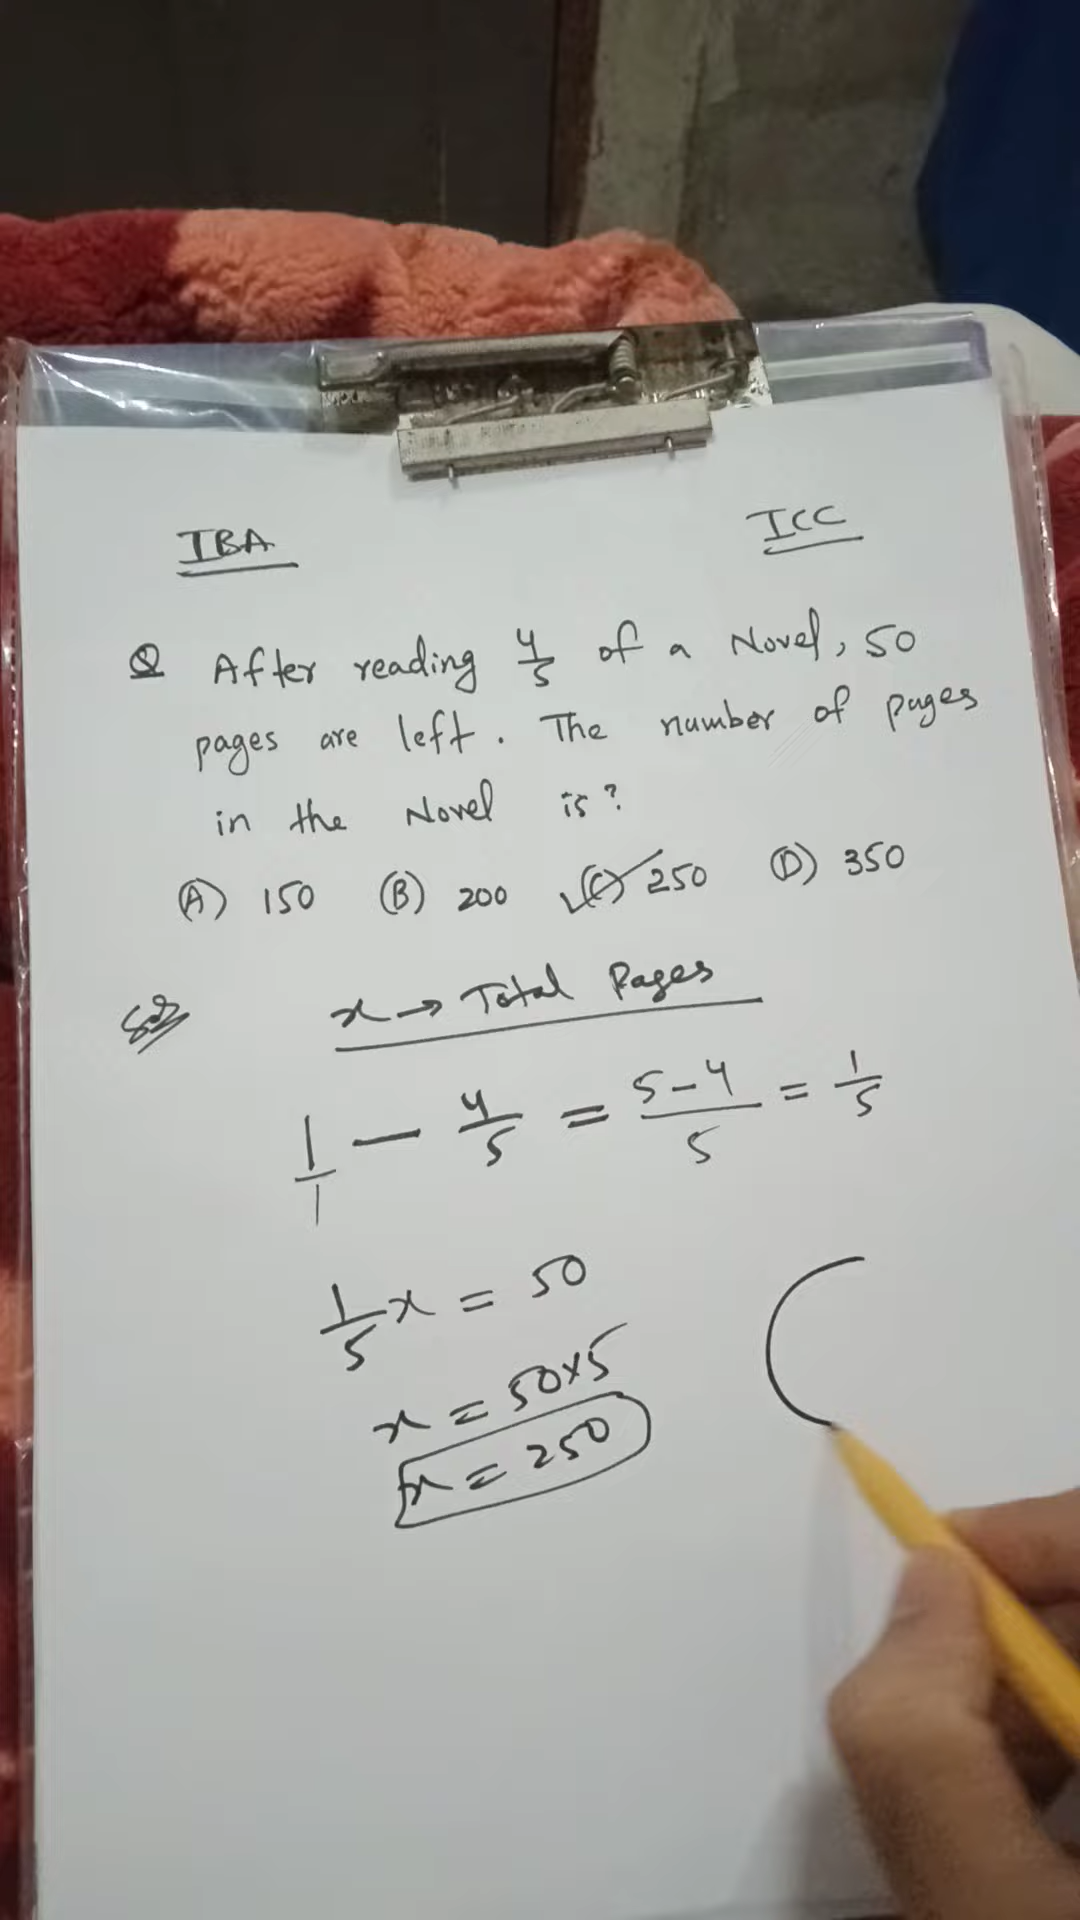 IBA ICC
Q After reading 4/5 of a Novel, 50
pages are left. The number of pages
in the Novel is?
(A) 150 (B) 200 (C) 250 (D) 350
Sol x → Total Pages
1/1 - 4/5 = 5-4/5 = 1/5
1/5 x = 50
x = 50×5
x = 250